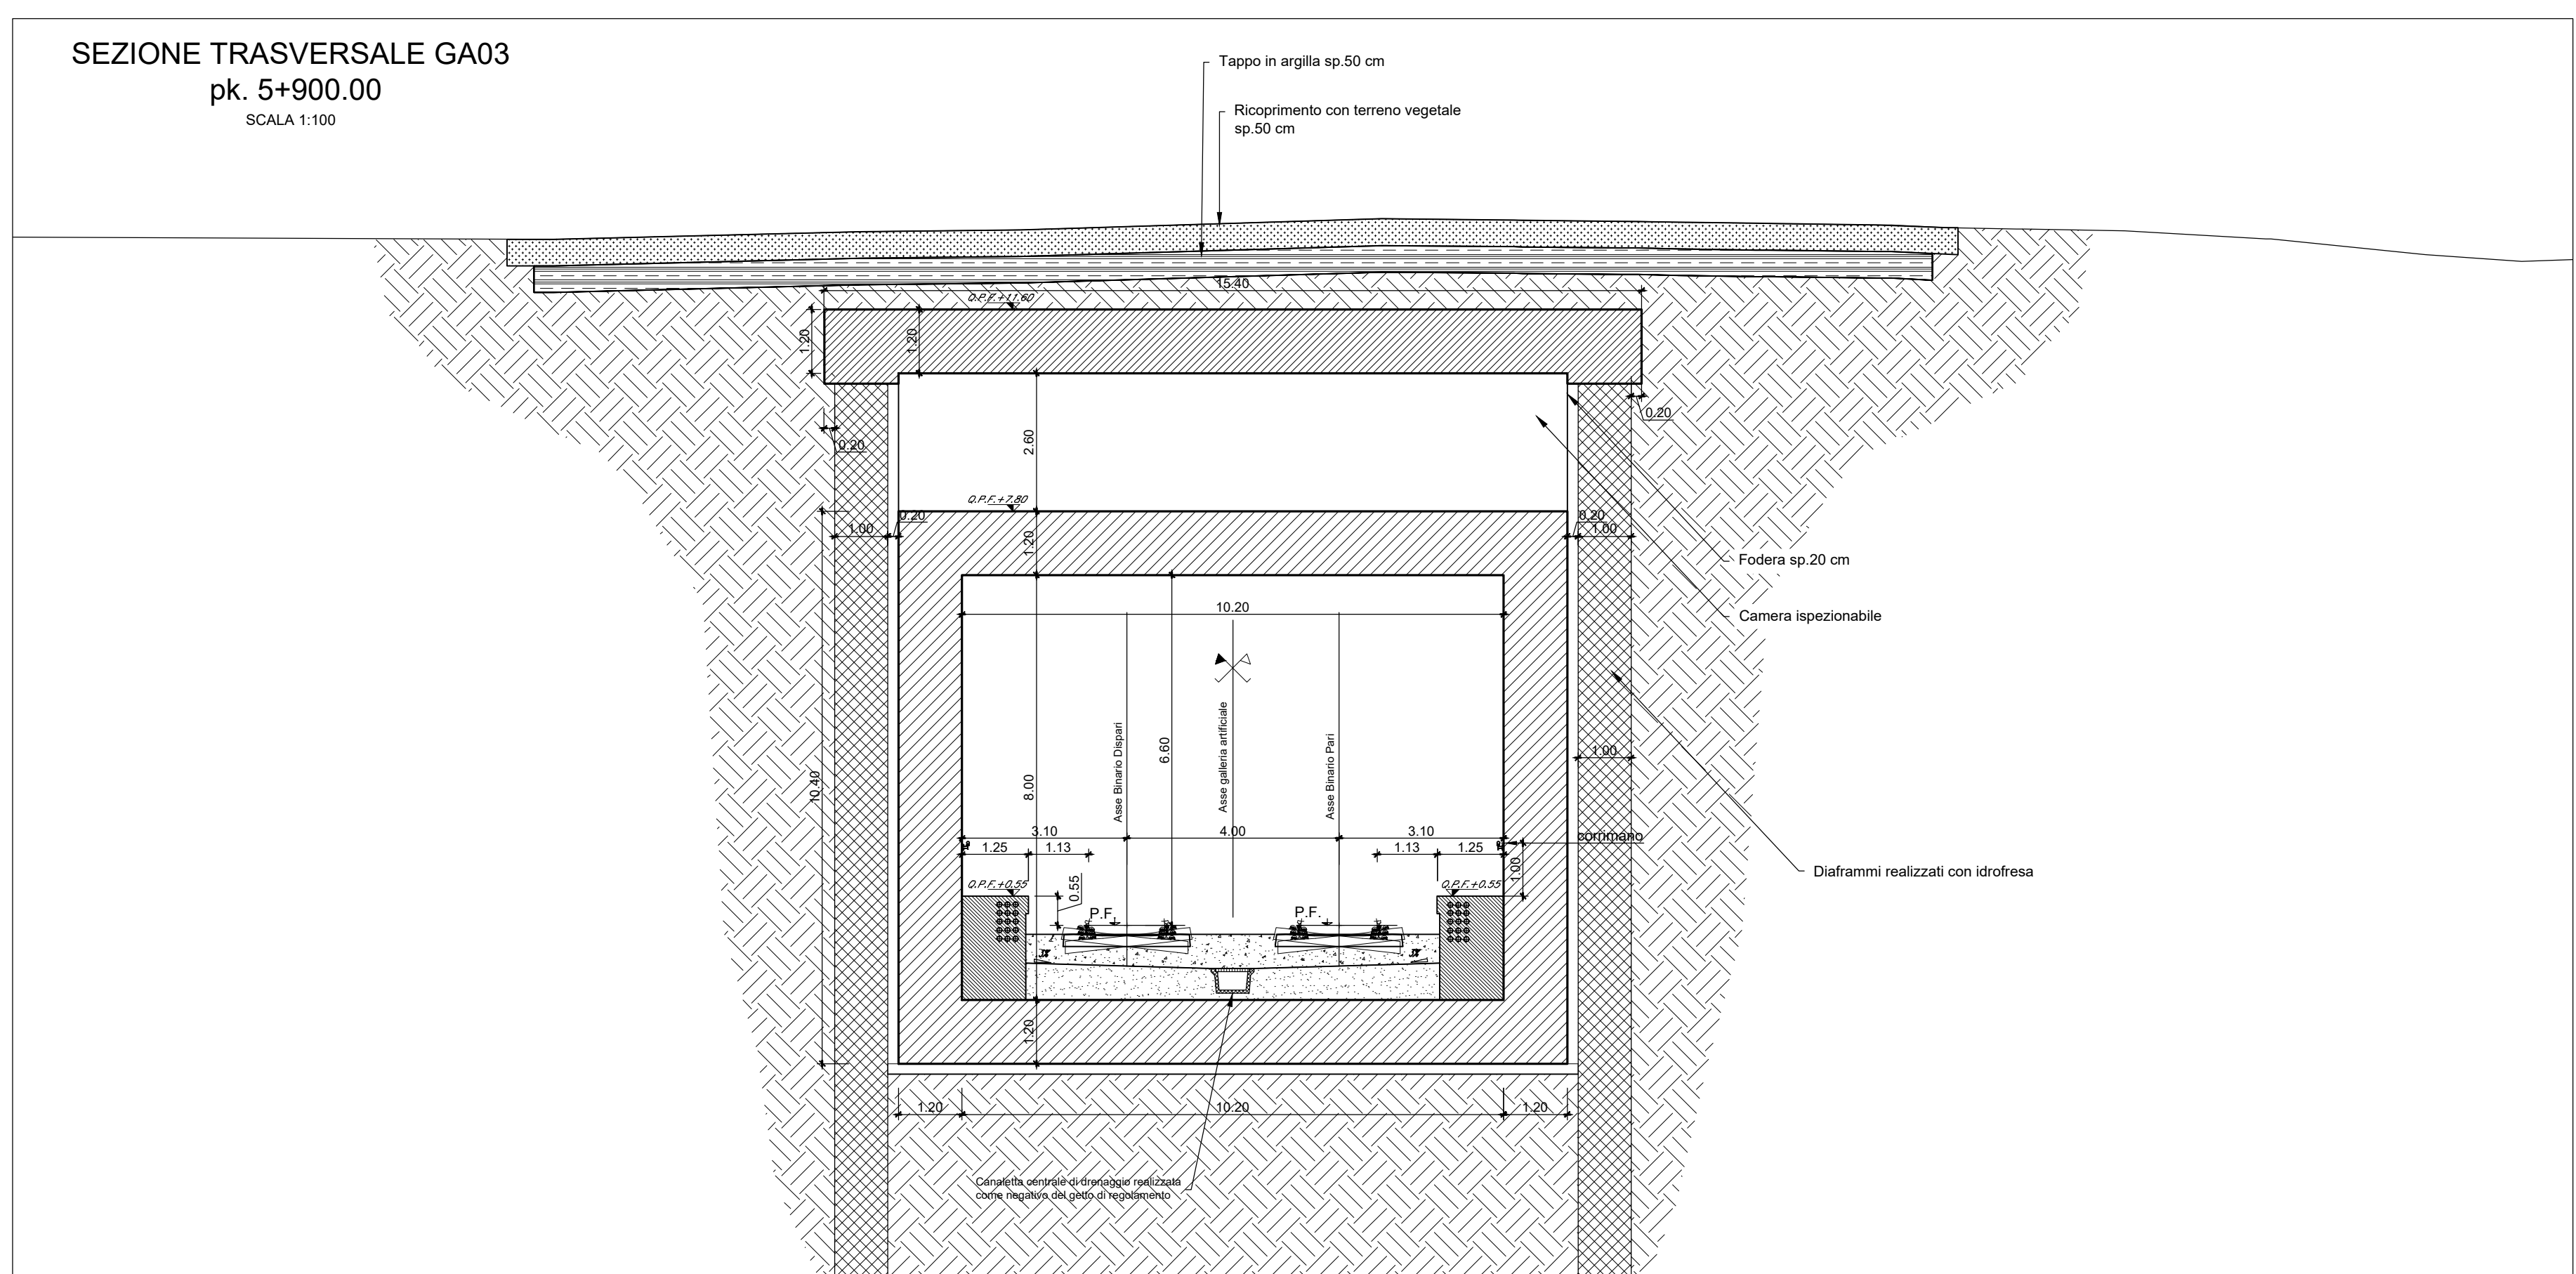 SEZIONE TRASVERSALE GA03
pk. 5+900.00
SCALA 1:100
Tappo in argilla sp.50 cm
Ricoprimento con terreno vegetale
sp.50 cm
15.40
Q.P.F.+11.60
1.20
1.20
0.20
0.20
2.60
Q.P.F.+7.80
0.20
1.00
1.20
0.20
1.00
Fodera sp.20 cm
Camera ispezionabile
10.20
Asse Binario Dispari
Asse galleria artificiale
Asse Binario Pari
6.60
8.00
10.40
1.00
3.10
4.00
3.10
corrimano
1.25
1.13
1.13
1.25
1.00
Diaframmi realizzati con idrofresa
Q.P.F.+0.55
0.55
Q.P.F.+0.55
P.F.
P.F.
1.20
1.20
10.20
1.20
Canaletta centrale di drenaggio realizzata
come negativo del getto di regolamento